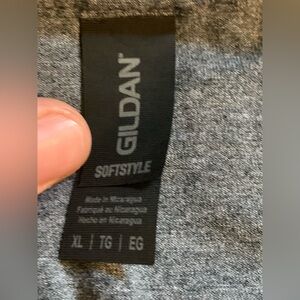 GILDAN
SOFTSTYLE
Made in Nicaragua
Fabriqué au Nicaragua
Hecho en Nicaragua
XL | TG | EG